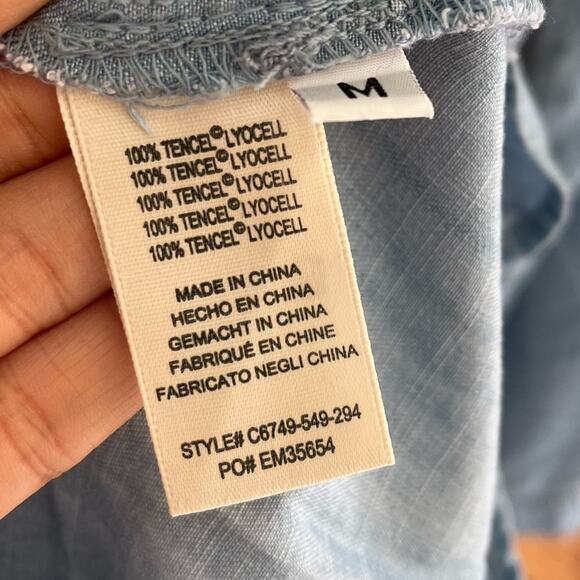 M
100% TENCEL© LYOCELL
100% TENCEL© LYOCELL
100% TENCEL© LYOCELL
100% TENCEL© LYOCELL
100% TENCEL© LYOCELL
MADE IN CHINA
HECHO EN CHINA
GEMACHT IN CHINA
FABRIQUÉ EN CHINE
FABRICATO NEGLI CHINA
STYLE# C6749-549-294
PO# EM35654